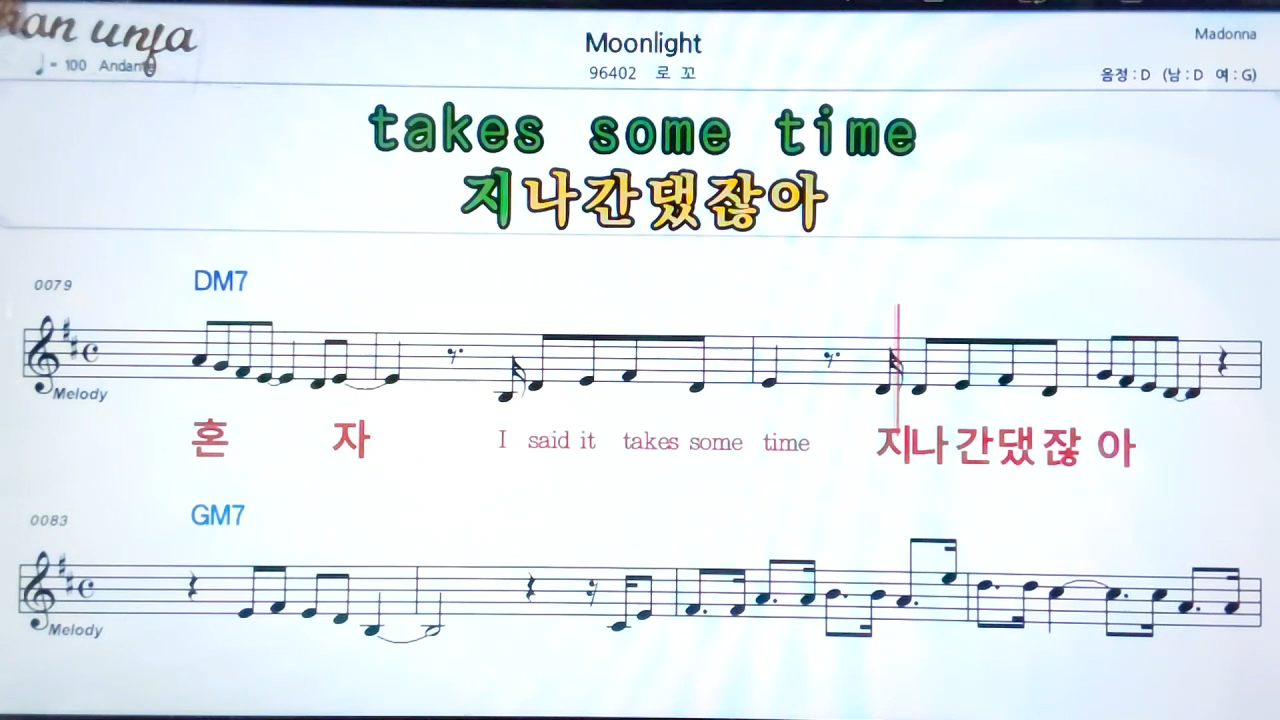 Moonlight
Madonna
♩= 100 Andante
96402 로꼬
음정 : D (남 : D 여 : G)
takes some time
지나간댔잖아
0079
DM7
Melody
혼 자 I said it takes some time 지나간댔잖 아
0083
GM7
Melody